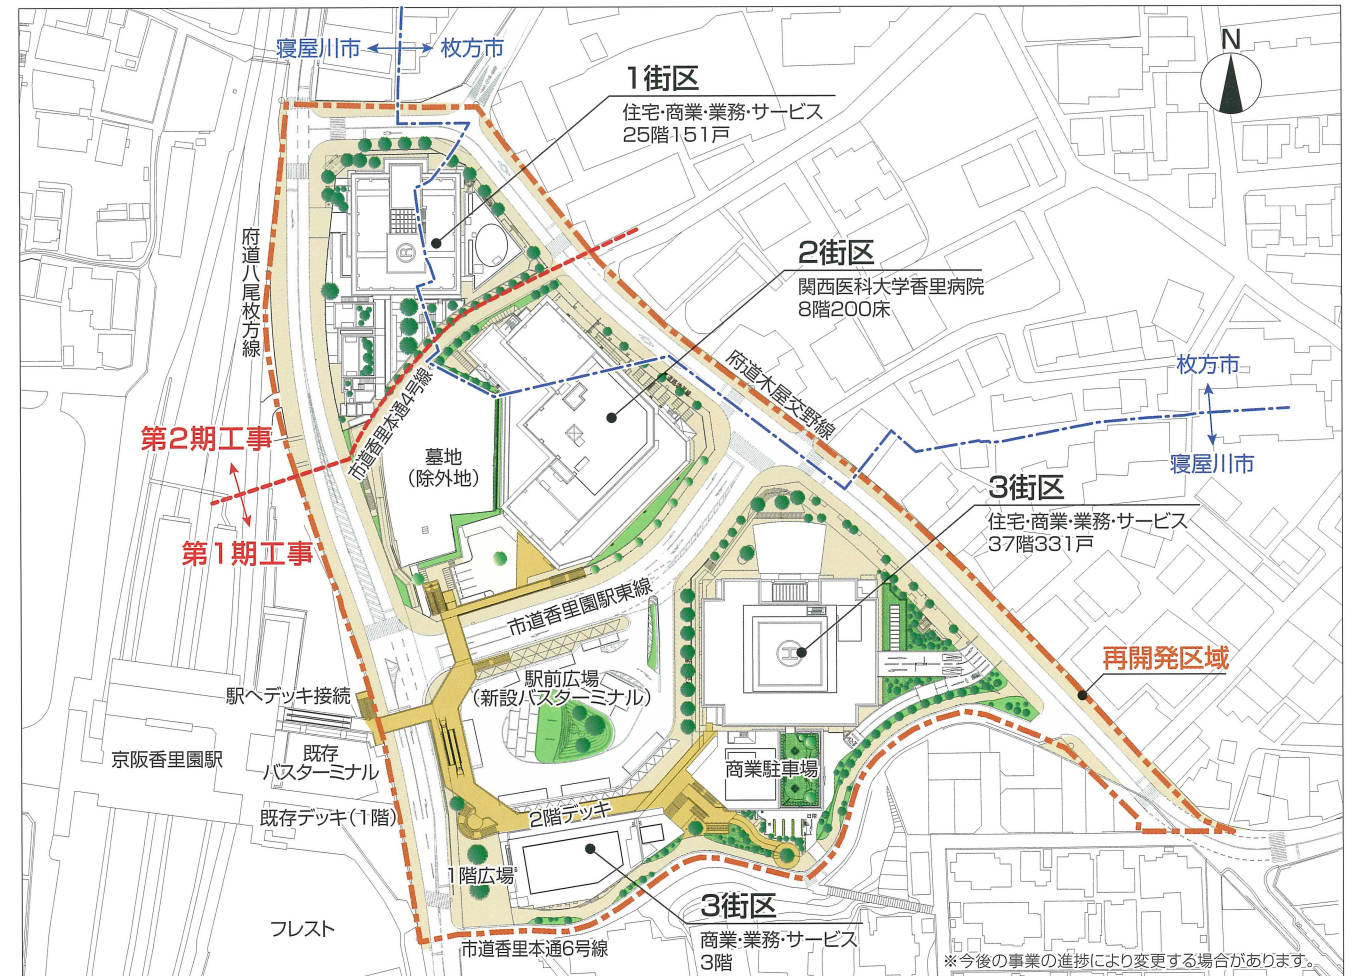 寝屋川市 枚方市
N
1街区
住宅・商業・業務・サービス
25階151戸
2街区
関西医科大学香里病院
8階200床
府道八尾枚方線
府道木屋交野線
枚方市
寝屋川市
市道香里本通4号線
第2期工事
第1期工事
墓地
(除外地)
3街区
住宅・商業・業務・サービス
37階331戸
市道香里園駅東線
H
R
再開発区域
駅前広場
(新設バスターミナル)
駅へデッキ接続
京阪香里園駅
既存
バスターミナル
既存デッキ(1階)
商業駐車場
2階デッキ
1階広場
3街区
商業・業務・サービス
3階
フレスト
市道香里本通6号線
※今後の事業の進捗により変更する場合があります。